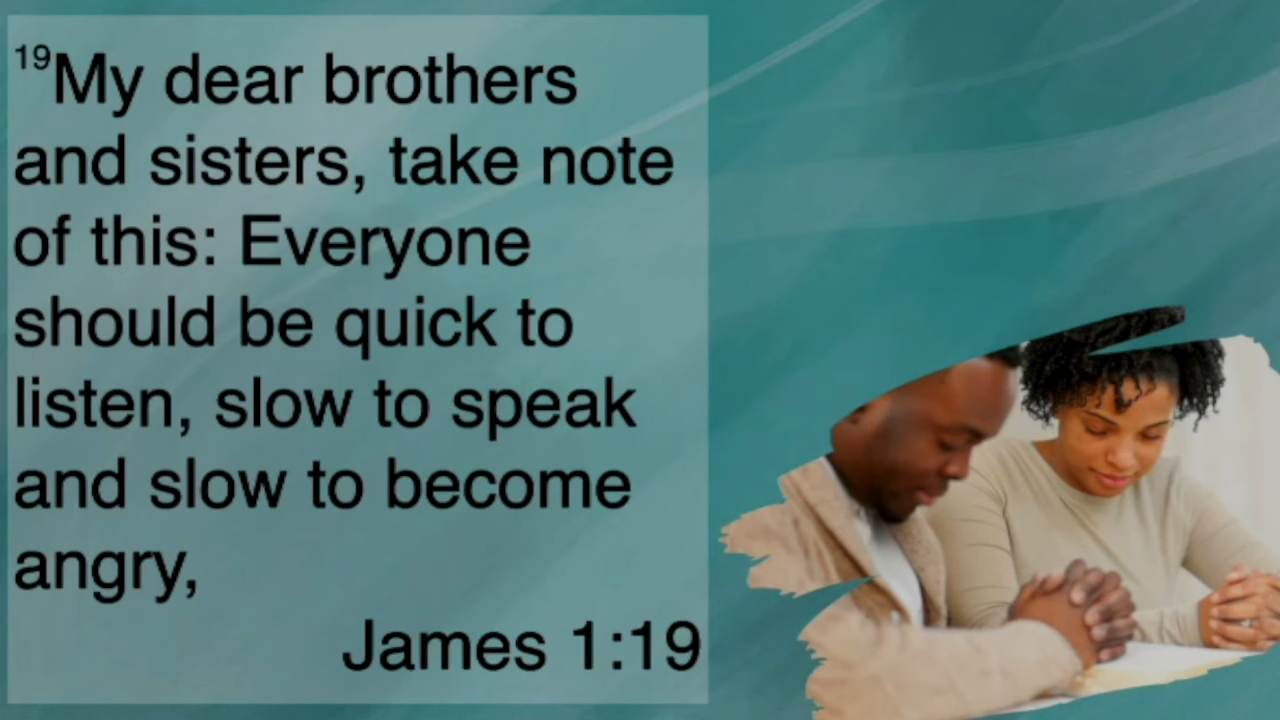 19My dear brothers
and sisters, take note
of this: Everyone
should be quick to
listen, slow to speak
and slow to become
angry,
James 1:19